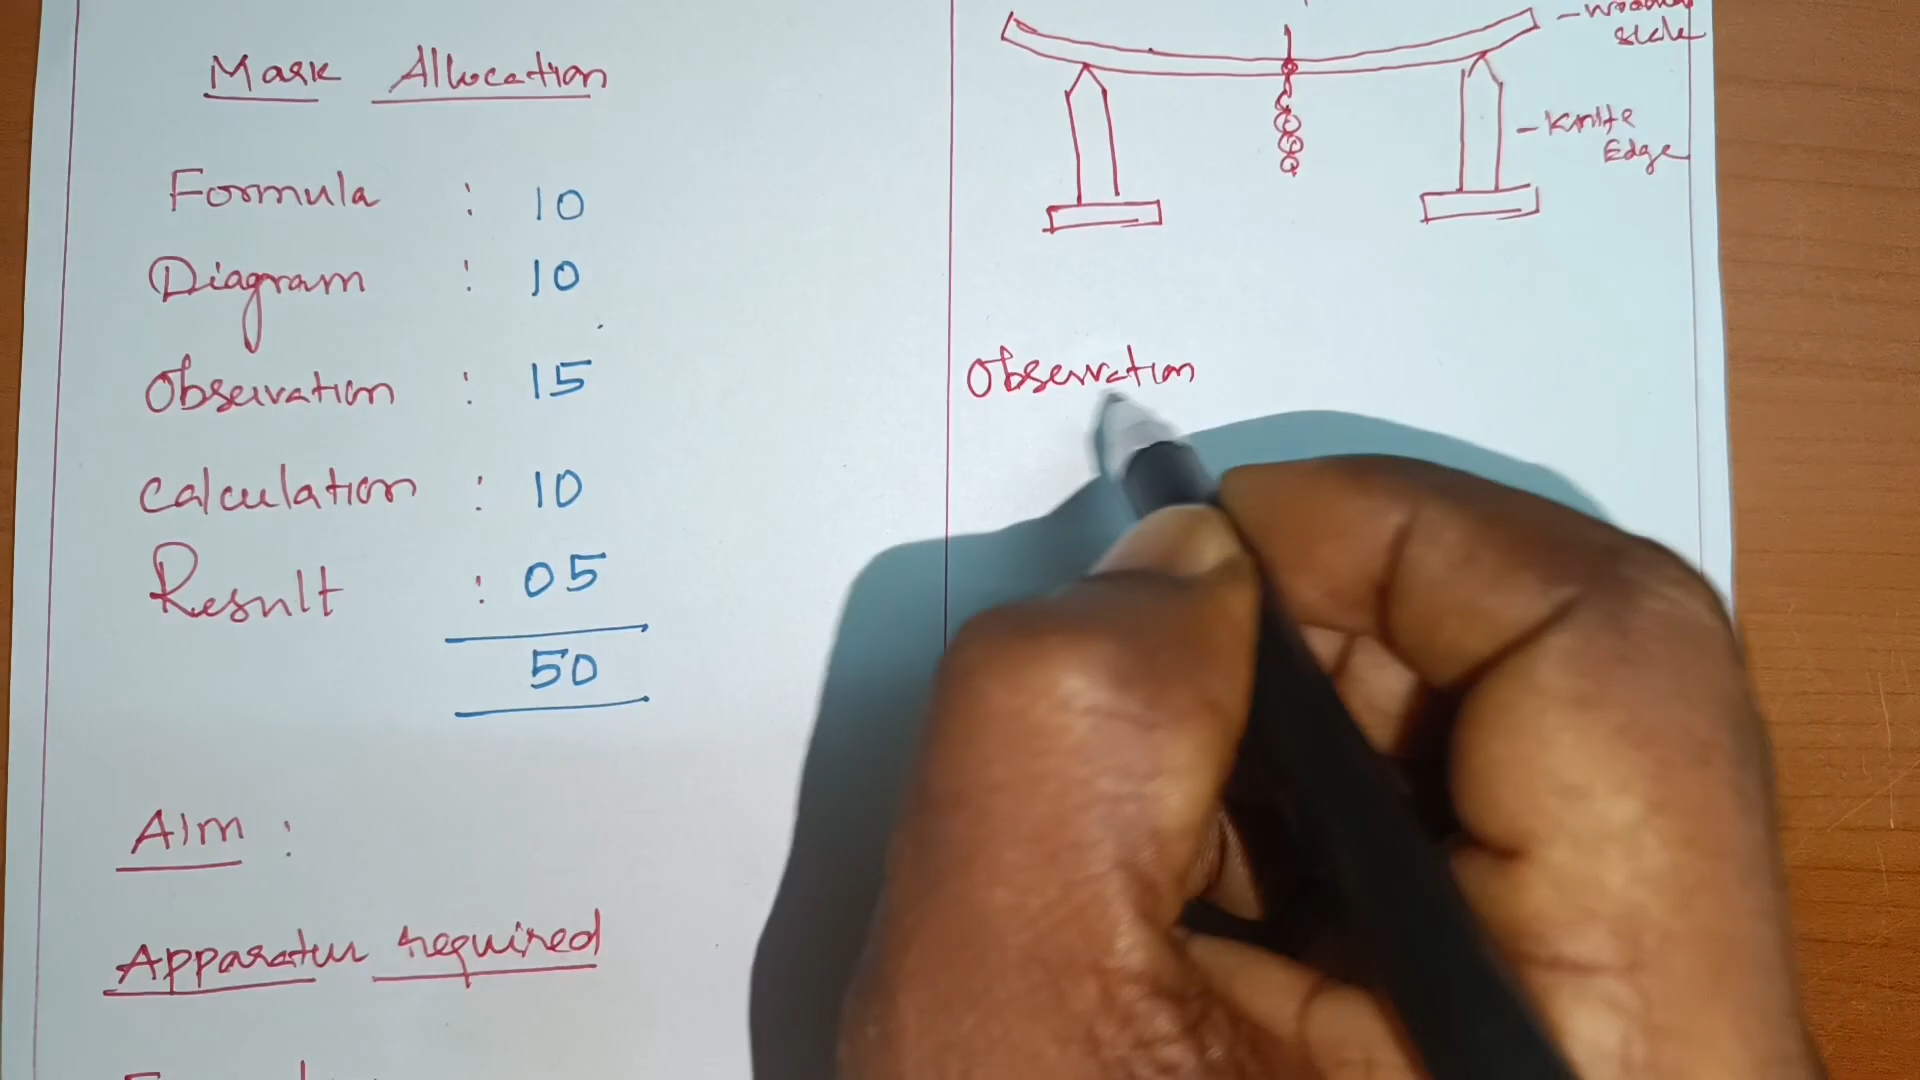 Mark Allocation
Formula : 10
Diagram : 10
Observation : 15
Calculation : 10
Result : 05
50
Aim :
Apparatus required
- Knife
Edge
Observation